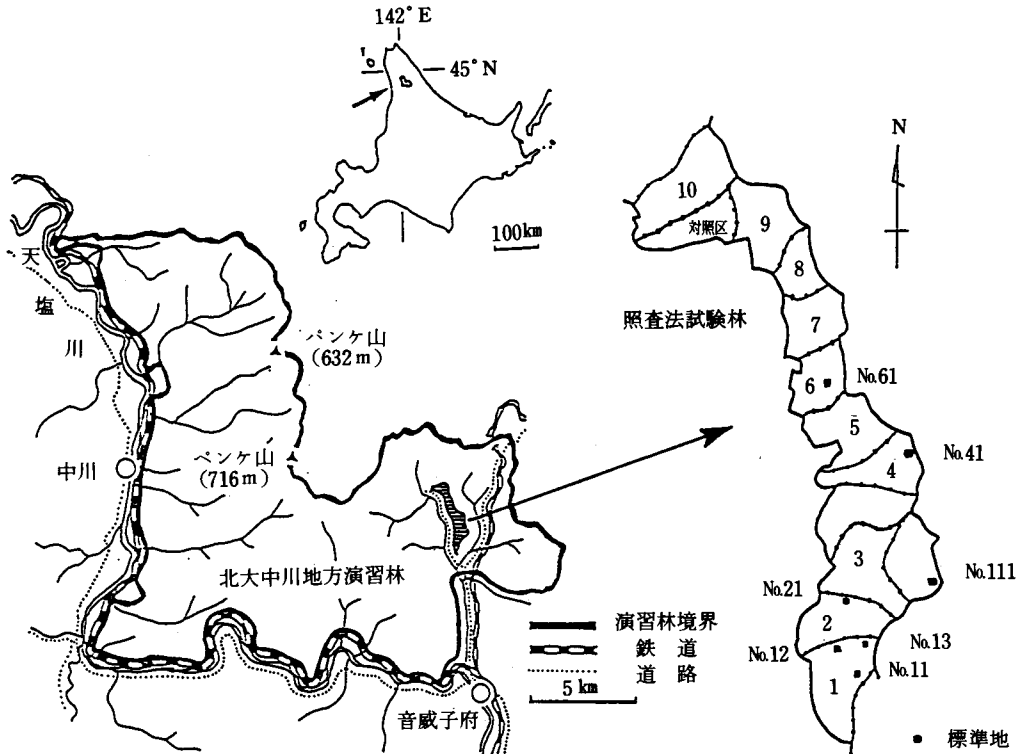 142° E
45° N
100km
天
塩
川
パンケ山
(632m)
ペンケ山
(716m)
中川
北大中川地方演習林
音威子府
演習林境界
鉄道
道路
5 km
N
照査法試験林
10
対照区
9
8
7
6
No.61
5
No.41
4
3
No.111
No.21
2
No.13
No.12
No.11
1
標準地